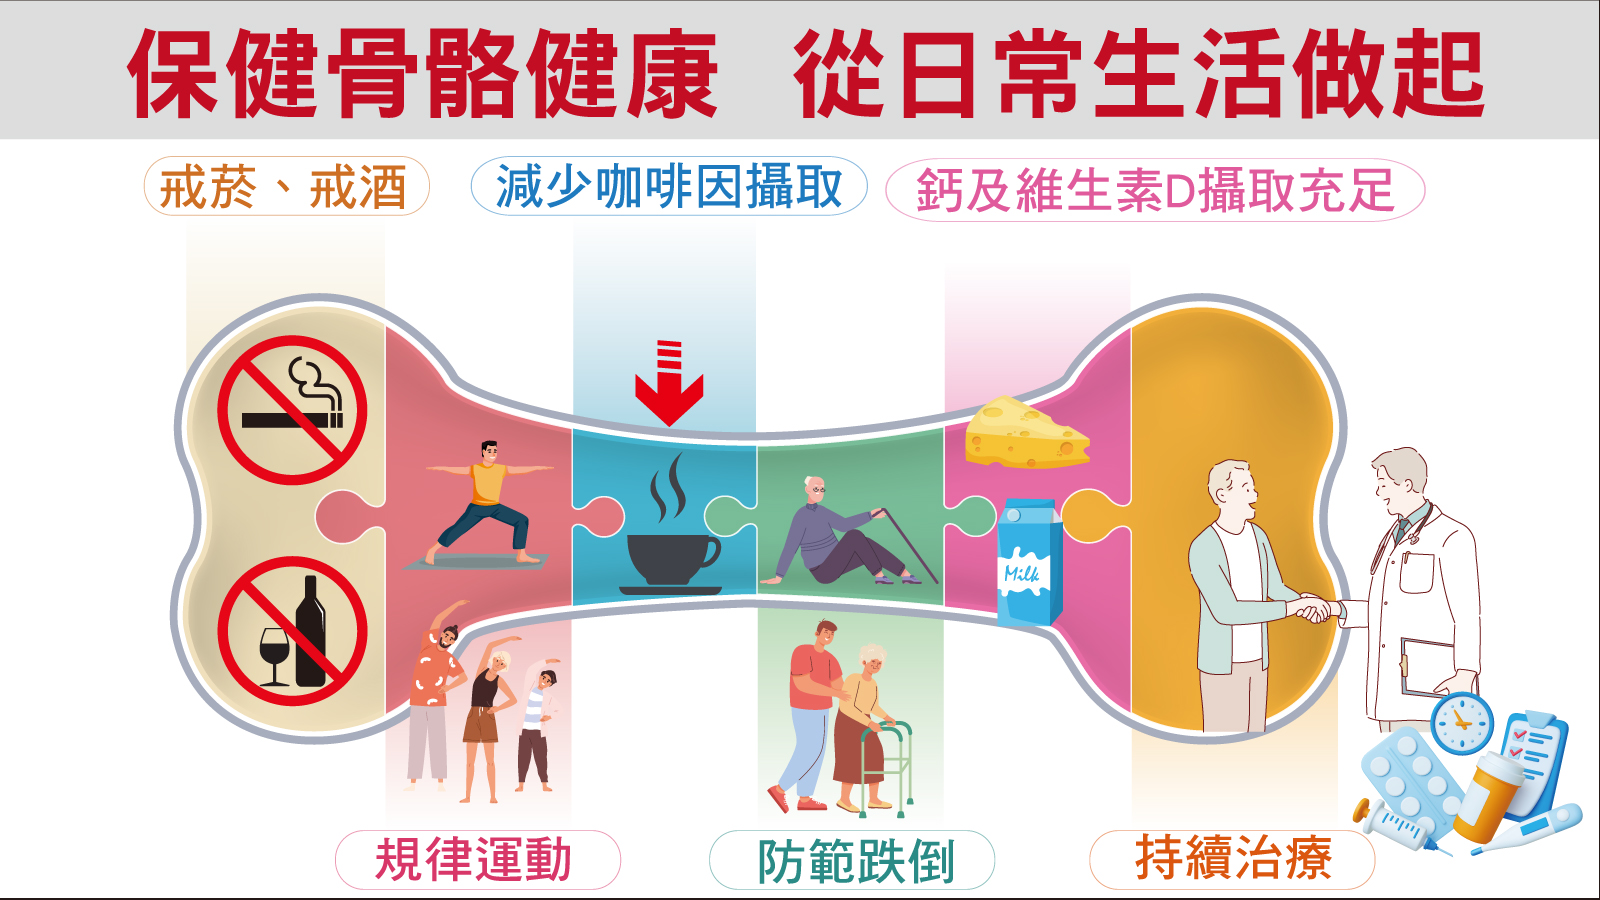 保健骨骼健康 從日常生活做起
戒菸、戒酒
減少咖啡因攝取
鈣及維生素D攝取充足
Milk
規律運動
防範跌倒
持續治療